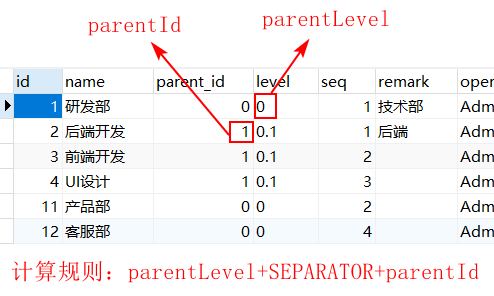 parentId
parentLevel
id name parent_id level seq remark oper
1 研发部 0 0 1 技术部 Adm
2 后端开发 1 0.1 1 后端 Adm
3 前端开发 1 0.1 2 Adm
4 UI设计 1 0.1 3 Adm
11 产品部 0 0 2 Adm
12 客服部 0 0 4 Adm
计算规则：parentLevel+SEPARATOR+parentId